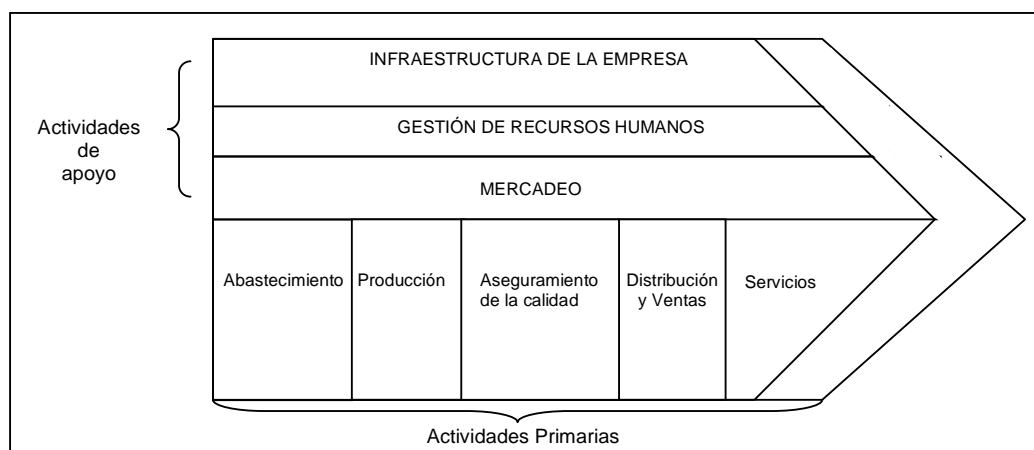 INFRAESTRUCTURA DE LA EMPRESA
GESTIÓN DE RECURSOS HUMANOS
MERCADEO
Actividades
de
apoyo
Abastecimiento
Producción
Aseguramiento
de la calidad
Distribución
y Ventas
Servicios
Actividades Primarias